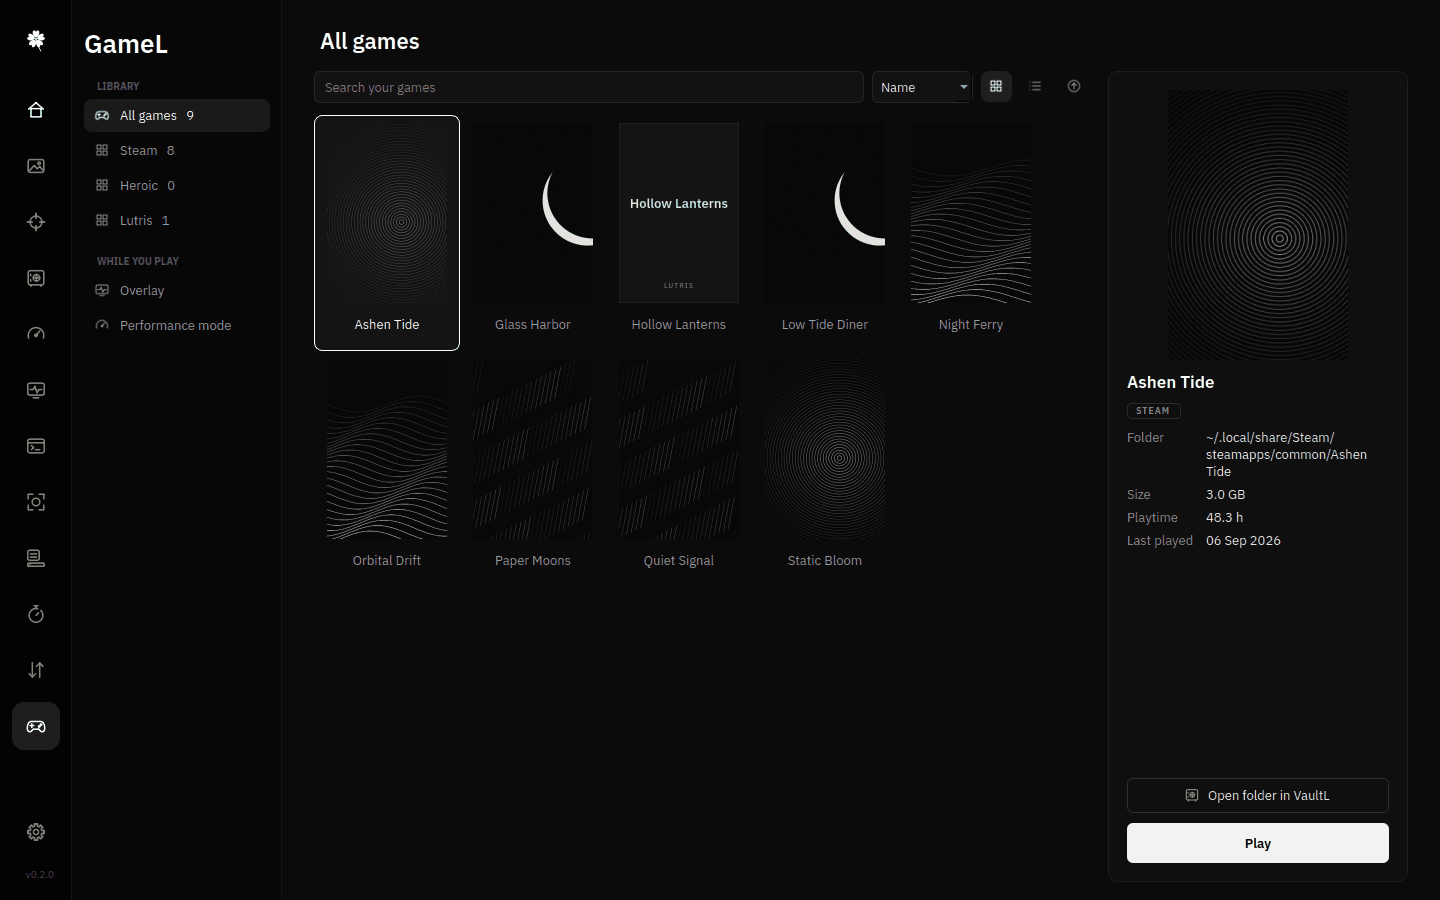 GameL
LIBRARY
All games 9
Steam 8
Heroic 0
Lutris 1
WHILE YOU PLAY
Overlay
Performance mode
v0.2.0
All games
Search your games
Name
Hollow Lanterns
LUTRIS
Ashen Tide
Glass Harbor
Hollow Lanterns
Low Tide Diner
Night Ferry
Orbital Drift
Paper Moons
Quiet Signal
Static Bloom
Ashen Tide
STEAM
Folder ~/.local/share/Steam/
steamapps/common/Ashen
Tide
Size 3.0 GB
Playtime 48.3 h
Last played 06 Sep 2026
Open folder in VaultL
Play